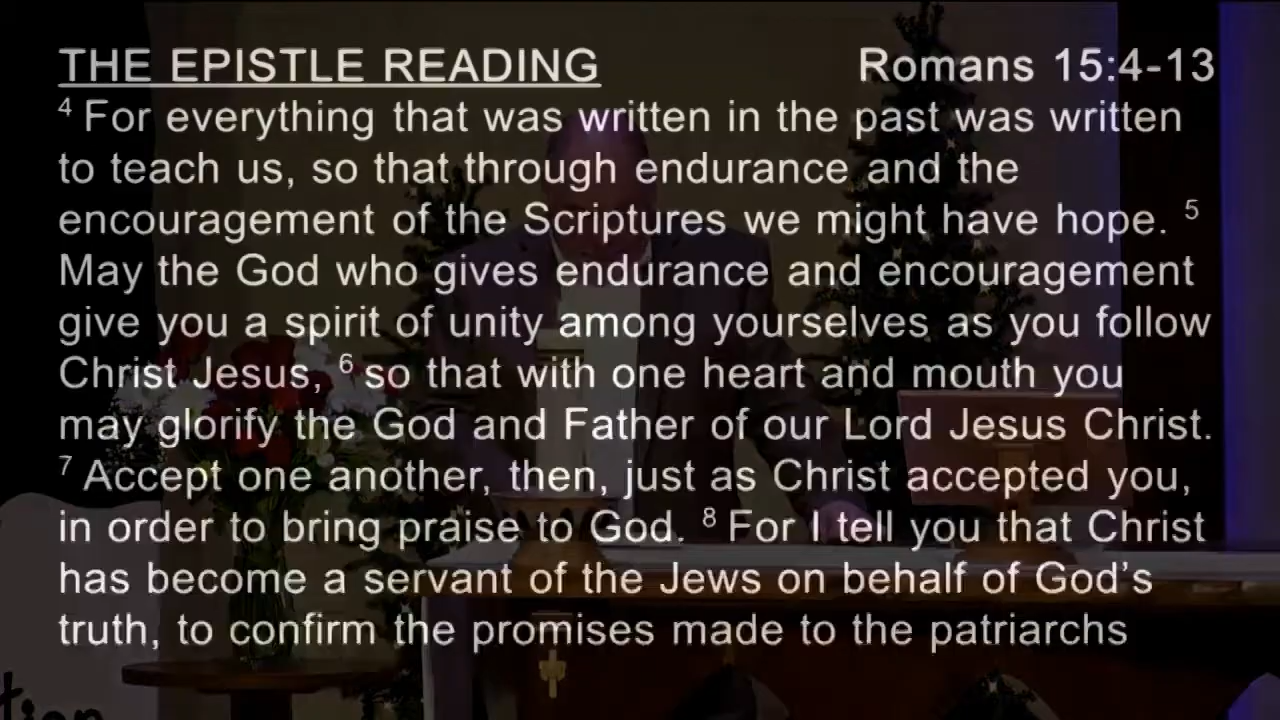 THE EPISTLE READING Romans 15:4-13
4 For everything that was written in the past was written
to teach us, so that through endurance and the
encouragement of the Scriptures we might have hope. 5
May the God who gives endurance and encouragement
give you a spirit of unity among yourselves as you follow
Christ Jesus, 6 so that with one heart and mouth you
may glorify the God and Father of our Lord Jesus Christ.
7 Accept one another, then, just as Christ accepted you,
in order to bring praise to God. 8 For I tell you that Christ
has become a servant of the Jews on behalf of God’s
truth, to confirm the promises made to the patriarchs